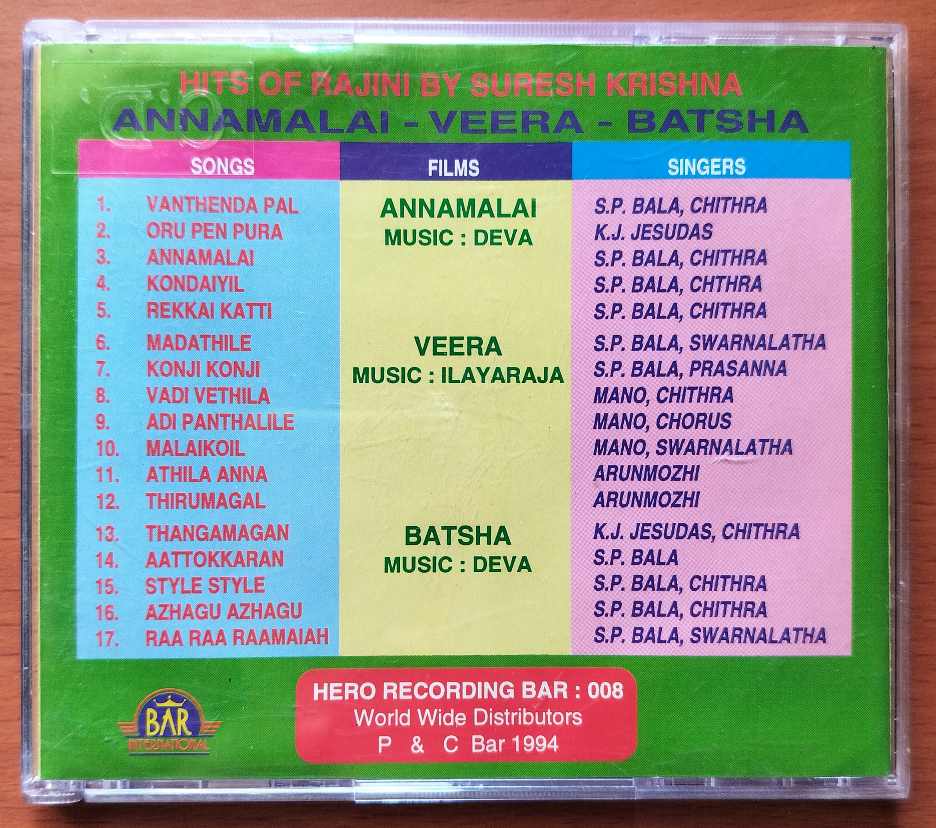 HITS OF RAJINI BY SURESH KRISHNA
ANNAMALAI - VEERA - BATSHA
SONGS FILMS SINGERS
1. VANTHENDA PAL ANNAMALAI S.P. BALA, CHITHRA
2. ORU PEN PURA MUSIC : DEVA K.J. JESUDAS
3. ANNAMALAI S.P. BALA, CHITHRA
4. KONDAIYIL S.P. BALA, CHTHRA
5. REKKAI KATTI S.P. BALA, CHITHRA
6. MADATHILE VEERA S.P. BALA, SWARNALATHA
7. KONJI KONJI MUSIC : ILAYARAJA S.P. BALA, PRASANNA
8. VADI VETHILA MANO, CHITHRA
9. ADI PANTHALILE MANO, CHORUS
10. MALAIKOIL MANO, SWARNALATHA
11. ATHILA ANNA ARUNMOZHI
12. THIRUMAGAL ARUNMOZHI
13. THANGAMAGAN BATSHA K.J. JESUDAS, CHITHRA
14. AATTOKKARAN MUSIC : DEVA S.P. BALA
15. STYLE STYLE S.P. BALA, CHITHRA
16. AZHAGU AZHAGU S.P. BALA, CHITHRA
17. RAA RAA RAAMAIAH S.P. BALA, SWARNALATHA
BAR
INTERNATIONAL
HERO RECORDING BAR : 008
World Wide Distributors
P & C Bar 1994